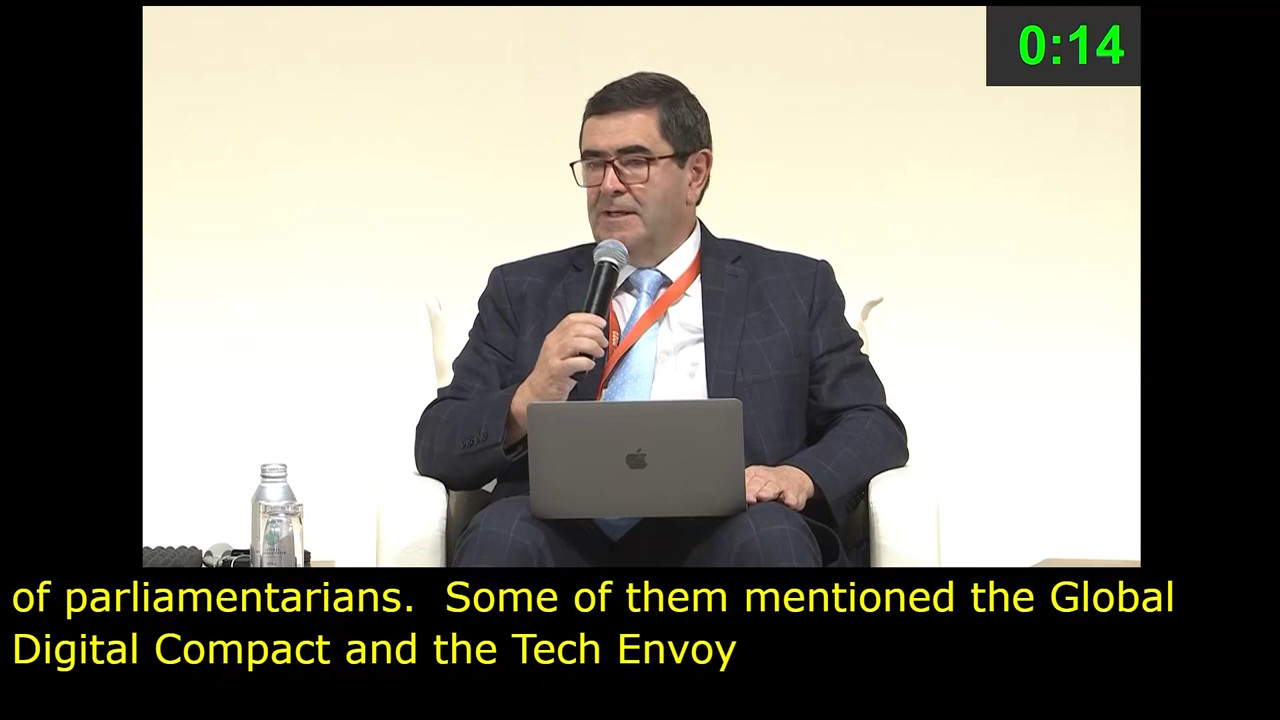 0:14
of parliamentarians.  Some of them mentioned the Global
Digital Compact and the Tech Envoy